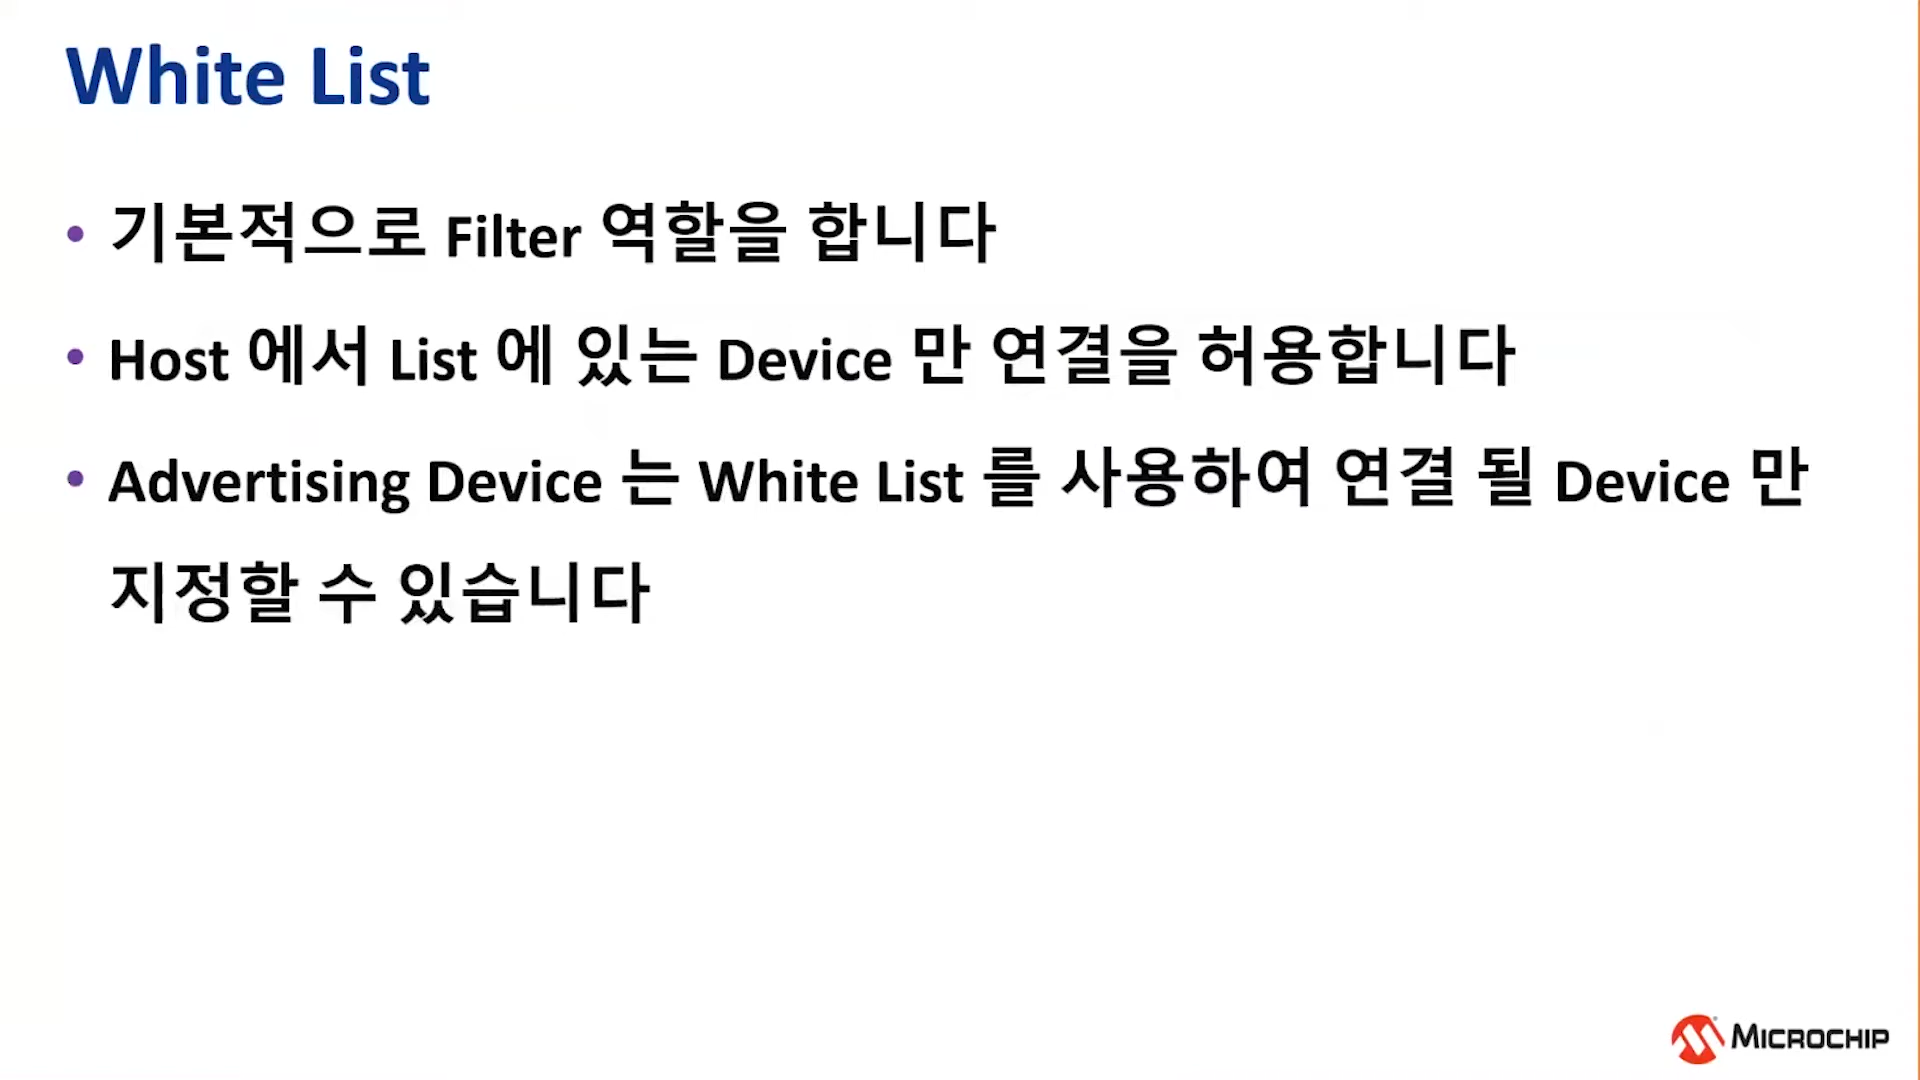 White List
• 기본적으로 Filter 역할을 합니다
• Host 에서 List 에 있는 Device 만 연결을 허용합니다
• Advertising Device 는 White List 를 사용하여 연결 될 Device 만
지정할 수 있습니다
MICROCHIP